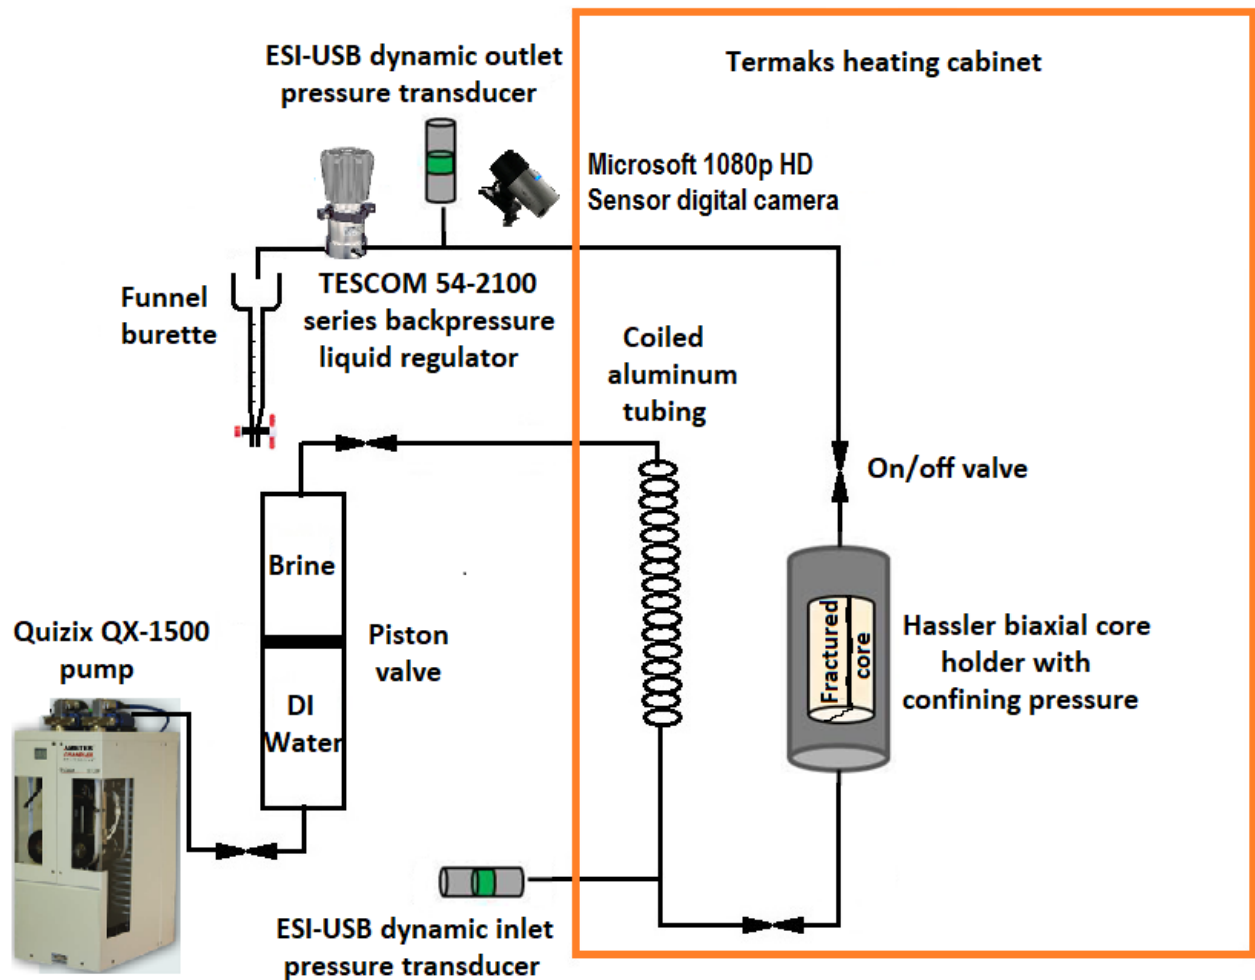 ESI-USB dynamic outlet
pressure transducer
Termaks heating cabinet
Microsoft 1080p HD
Sensor digital camera
Funnel
burette
TESCOM 54-2100
series backpressure
liquid regulator
Coiled
aluminum
tubing
On/off valve
Brine
Piston
valve
DI
Water
Quizix QX-1500
pump
Fractured
core
Hassler biaxial core
holder with
confining pressure
ESI-USB dynamic inlet
pressure transducer